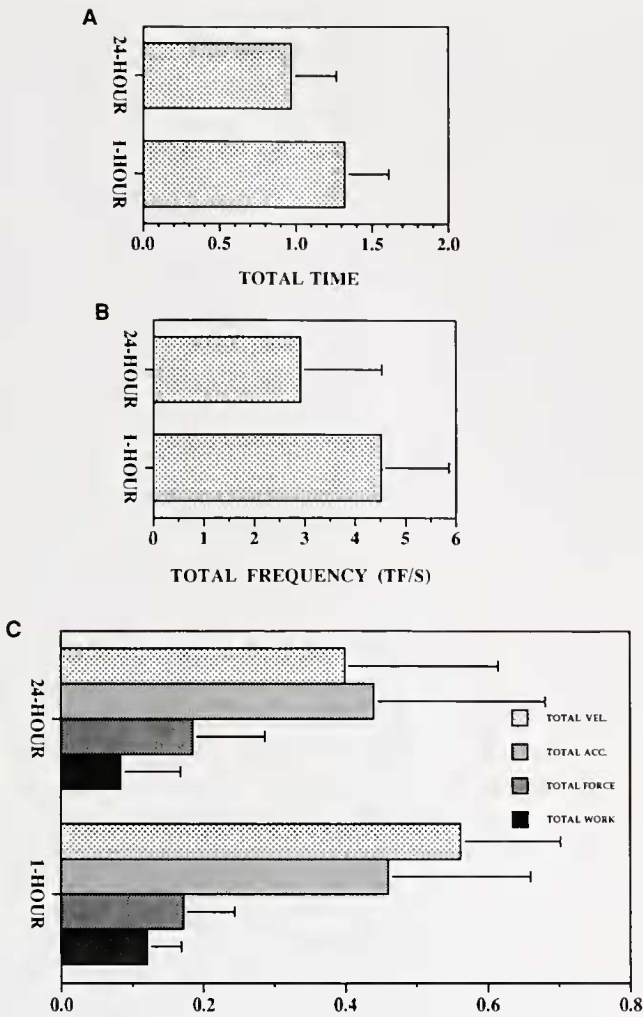 A
24-HOUR
1-HOUR
0.0 0.5 1.0 1.5 2.0
TOTAL TIME
B
24-HOUR
1-HOUR
0 1 2 3 4 5 6
TOTAL FREQUENCY (TF/S)
C
24-HOUR
TOTAL VEL.
TOTAL ACC.
TOTAL FORCE
TOTAL WORK
1-HOUR
0.0 0.2 0.4 0.6 0.8